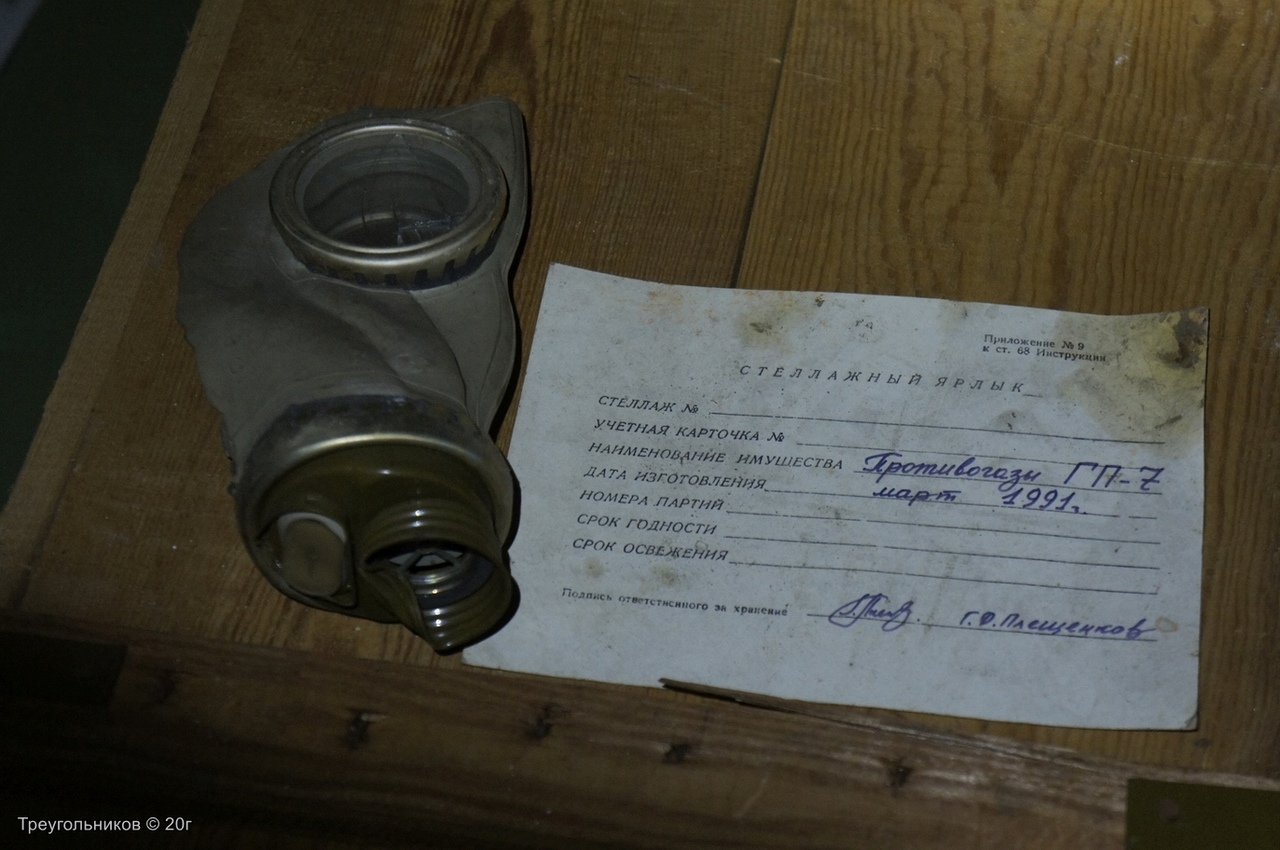 Приложение № 9
к ст. 68 Инструкции
СТЕЛЛАЖНЫЙ ЯРЛЫК
СТЕЛЛАЖ №
УЧЕТНАЯ КАРТОЧКА №
НАИМЕНОВАНИЕ ИМУЩЕСТВА Противогазы ГП-7
ДАТА ИЗГОТОВЛЕНИЯ март 1991г.
НОМЕРА ПАРТИЙ
СРОК ГОДНОСТИ
СРОК ОСВЕЖЕНИЯ
Подпись ответственного за хранение Г.Ф.Плещенков
Треугольников © 20г